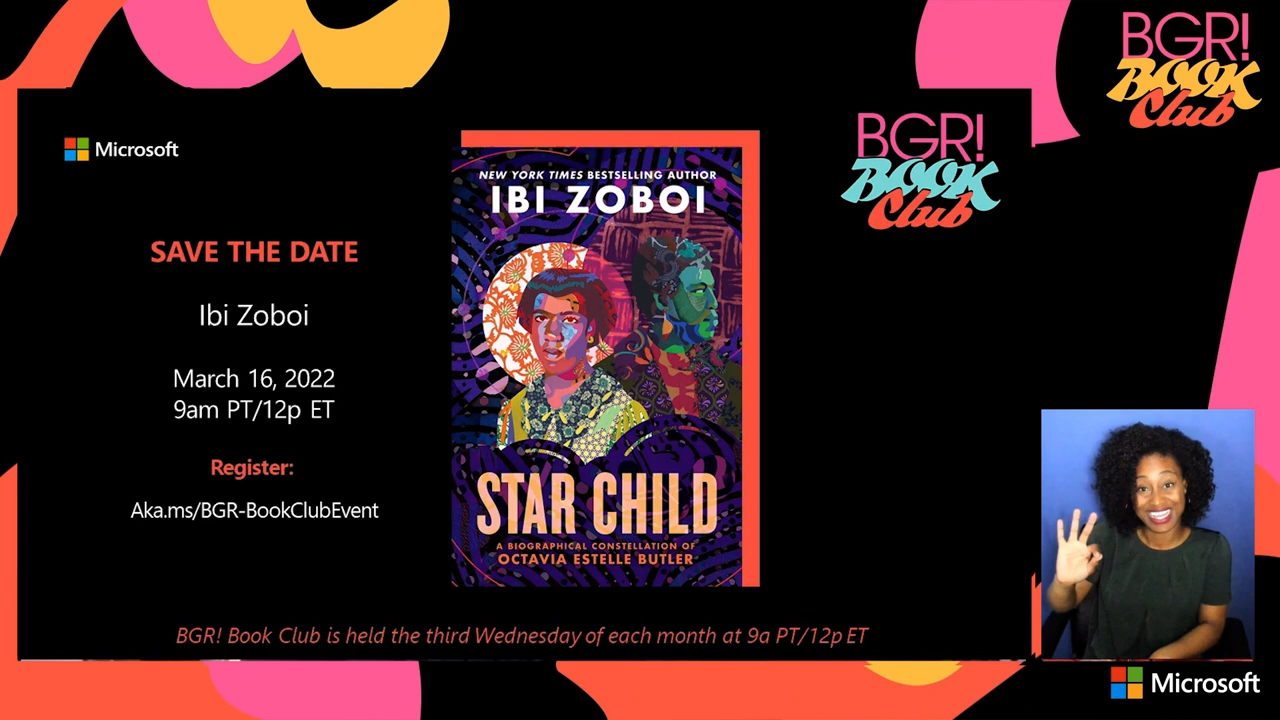 BGR!
BOOK
Club
Microsoft
BGR!
BOOK
Club
SAVE THE DATE
Ibi Zoboi
March 16, 2022
9am PT/12p ET
Register:
Aka.ms/BGR-BookClubEvent
NEW YORK TIMES BESTSELLING AUTHOR
IBI ZOBOI
STAR CHILD
A BIOGRAPHICAL CONSTELLATION OF
OCTAVIA ESTELLE BUTLER
BGR! Book Club is held the third Wednesday of each month at 9a PT/12p ET
Microsoft